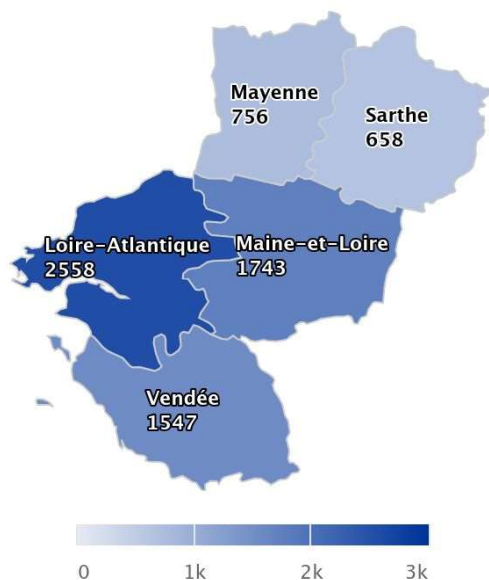 Mayenne
756
Sarthe
658
Loire-Atlantique
2558
Maine-et-Loire
1743
Vendée
1547
0 1k 2k 3k